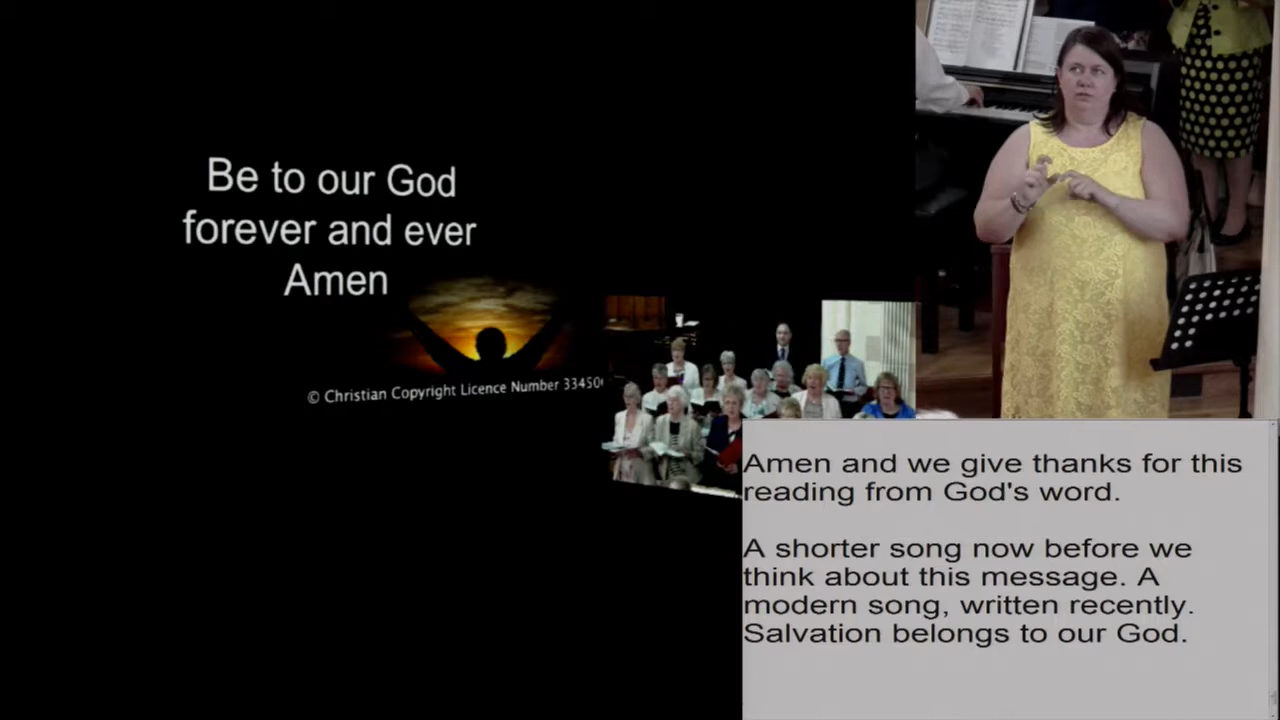 Be to our God
forever and ever
Amen
© Christian Copyright Licence Number 33450
Amen and we give thanks for this
reading from God's word.
A shorter song now before we
think about this message. A
modern song, written recently.
Salvation belongs to our God.